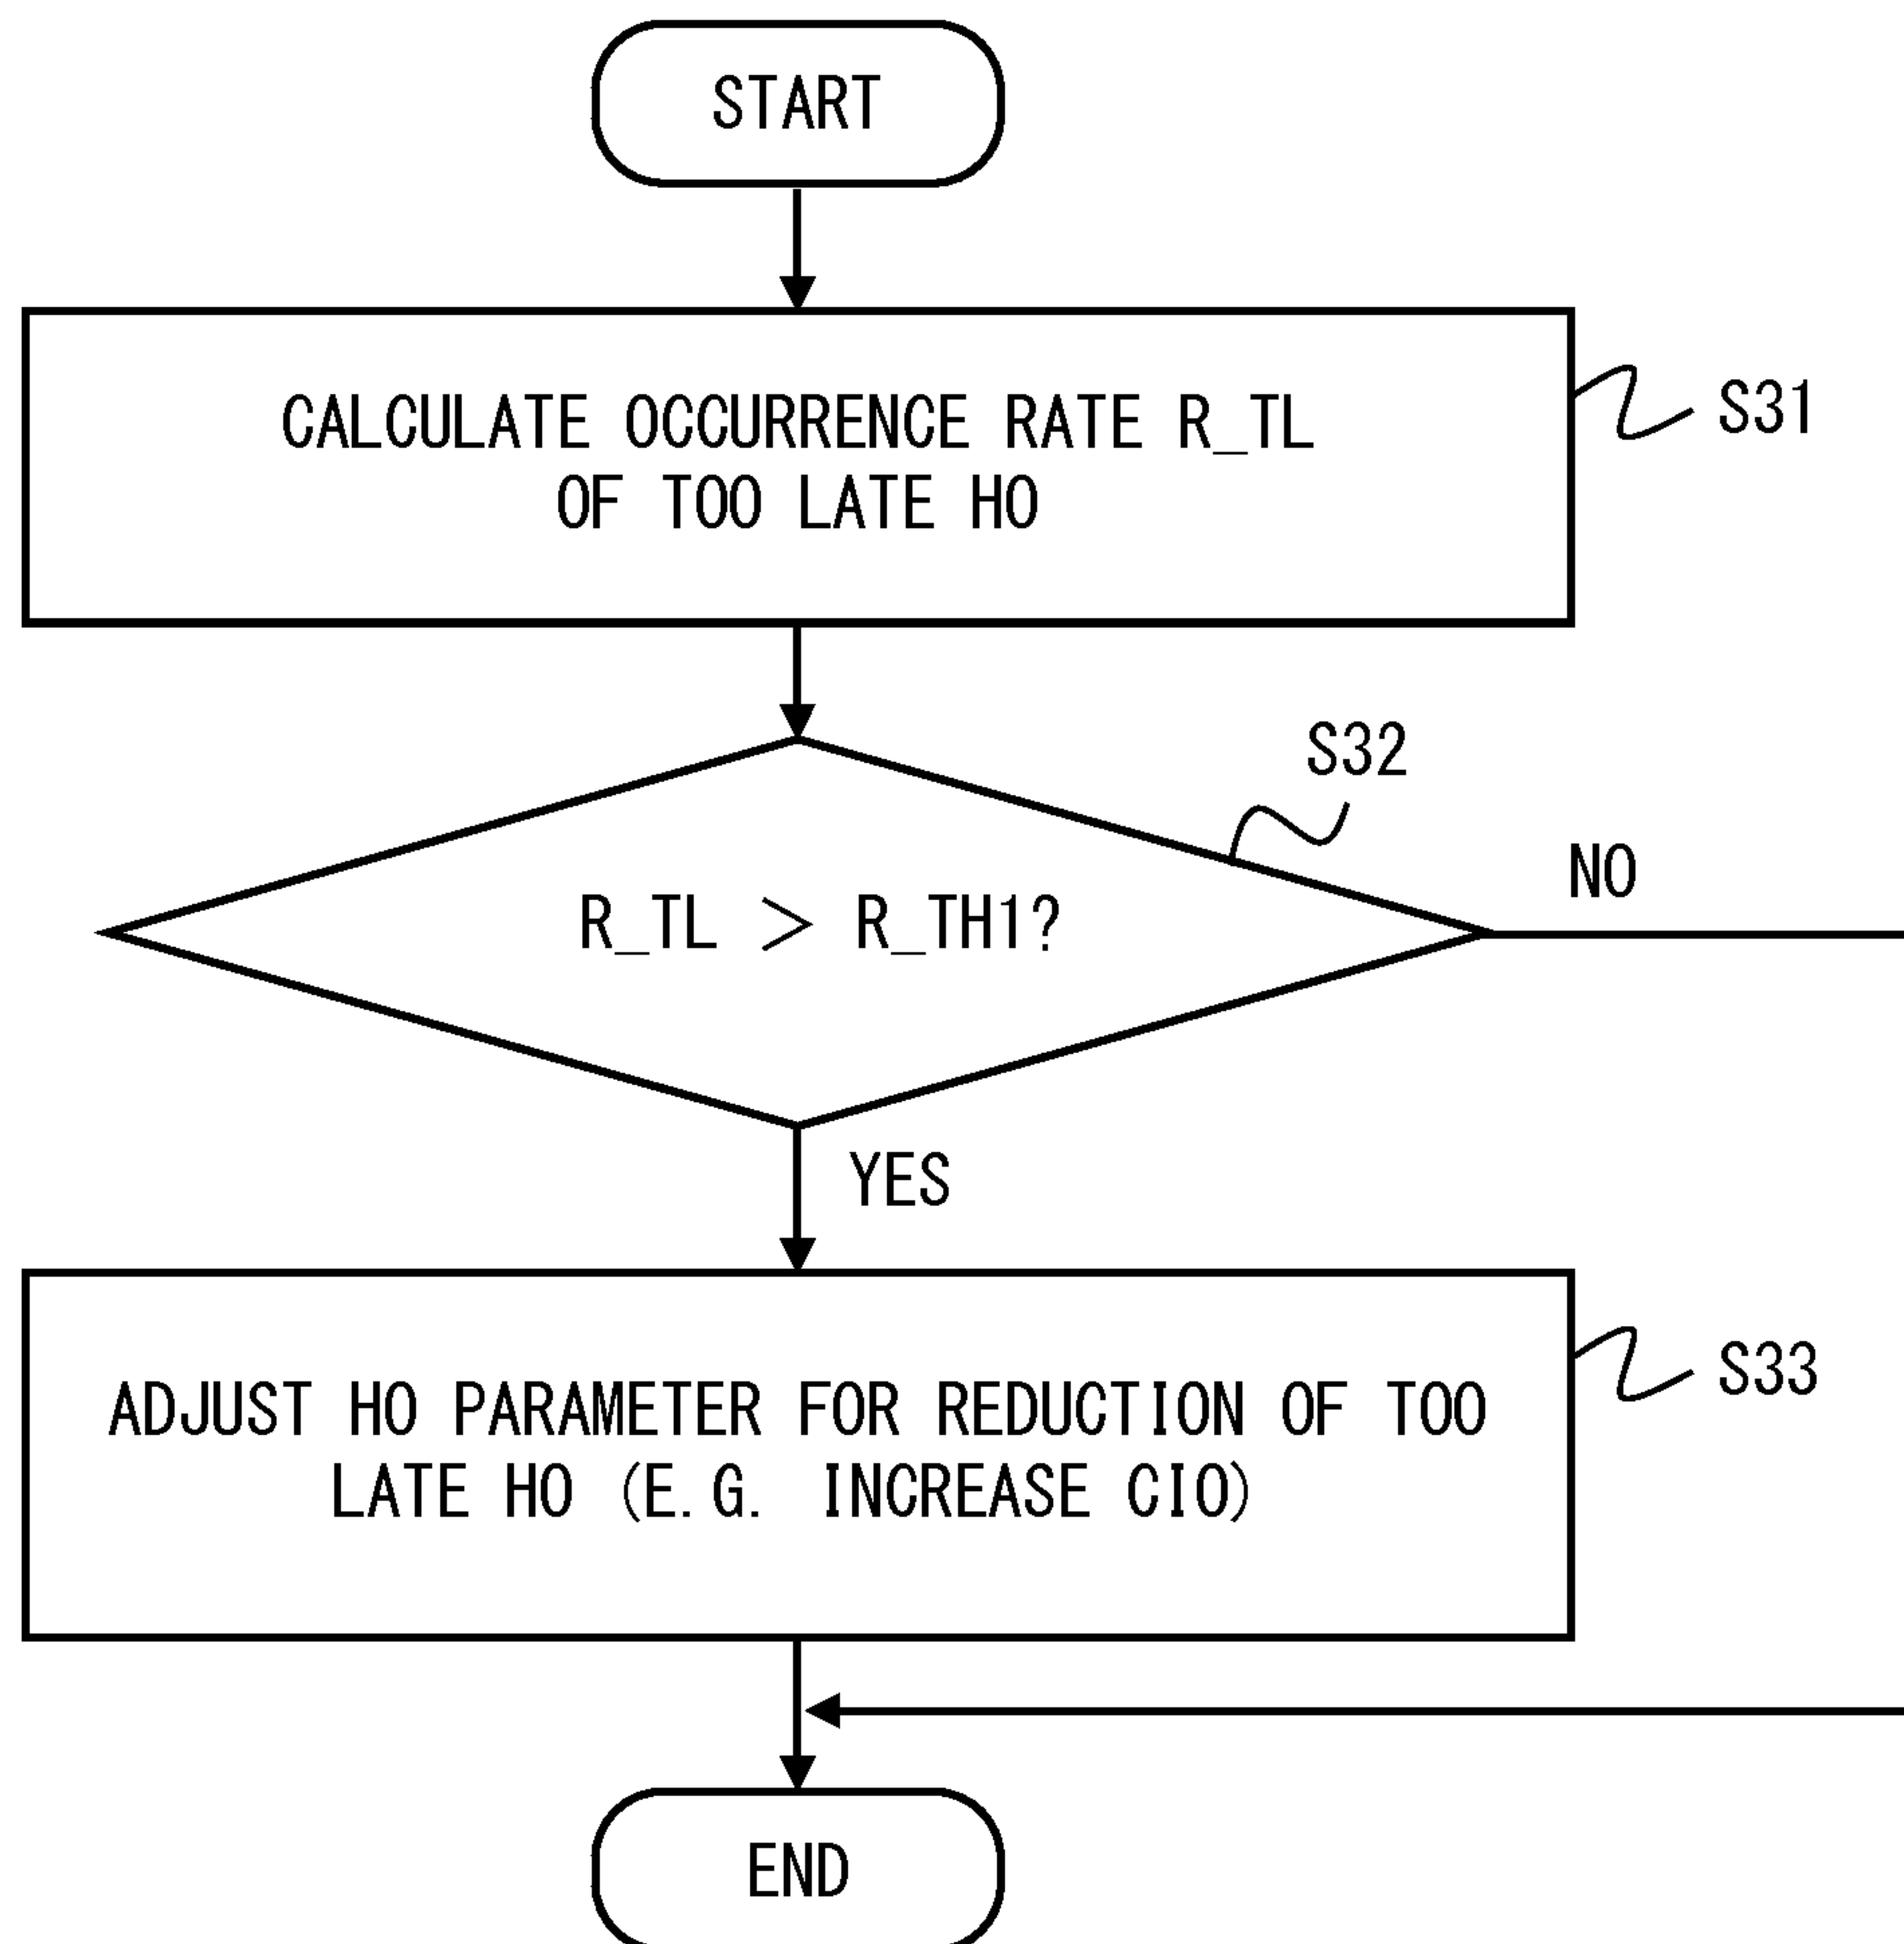 START
CALCULATE OCCURRENCE RATE R_TL
OF TOO LATE HO
S31
S32
R_TL > R_TH1?
NO
YES
ADJUST HO PARAMETER FOR REDUCTION OF TOO
LATE HO (E.G. INCREASE CIO)
S33
END